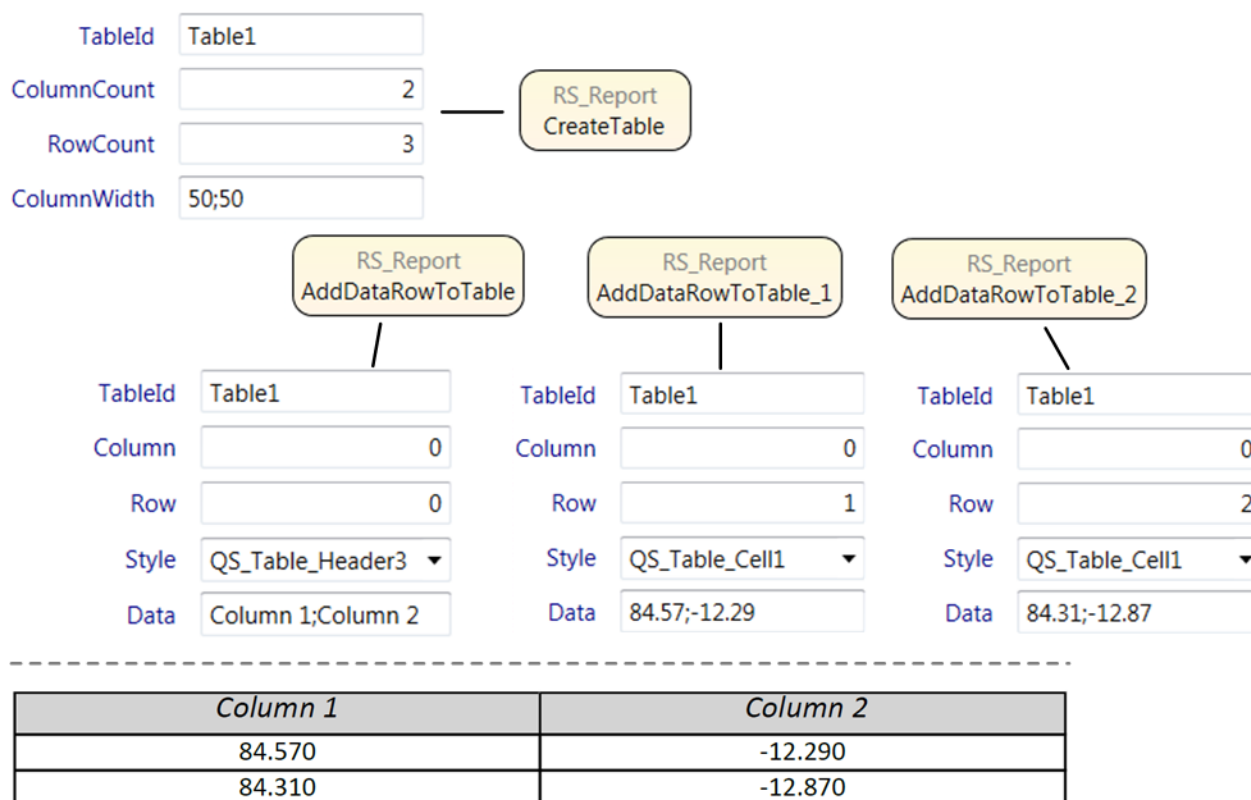 TableId Table1
ColumnCount 2
RS_Report
CreateTable
RowCount 3
ColumnWidth 50;50
RS_Report
AddDataRowToTable
RS_Report
AddDataRowToTable_1
RS_Report
AddDataRowToTable_2
TableId Table1
Column 0
Row 0
Style QS_Table_Header3
Data Column 1;Column 2
TableId Table1
Column 0
Row 1
Style QS_Table_Cell1
Data 84.57;-12.29
TableId Table1
Column 0
Row 2
Style QS_Table_Cell1
Data 84.31;-12.87
Column 1 Column 2
84.570 -12.290
84.310 -12.870